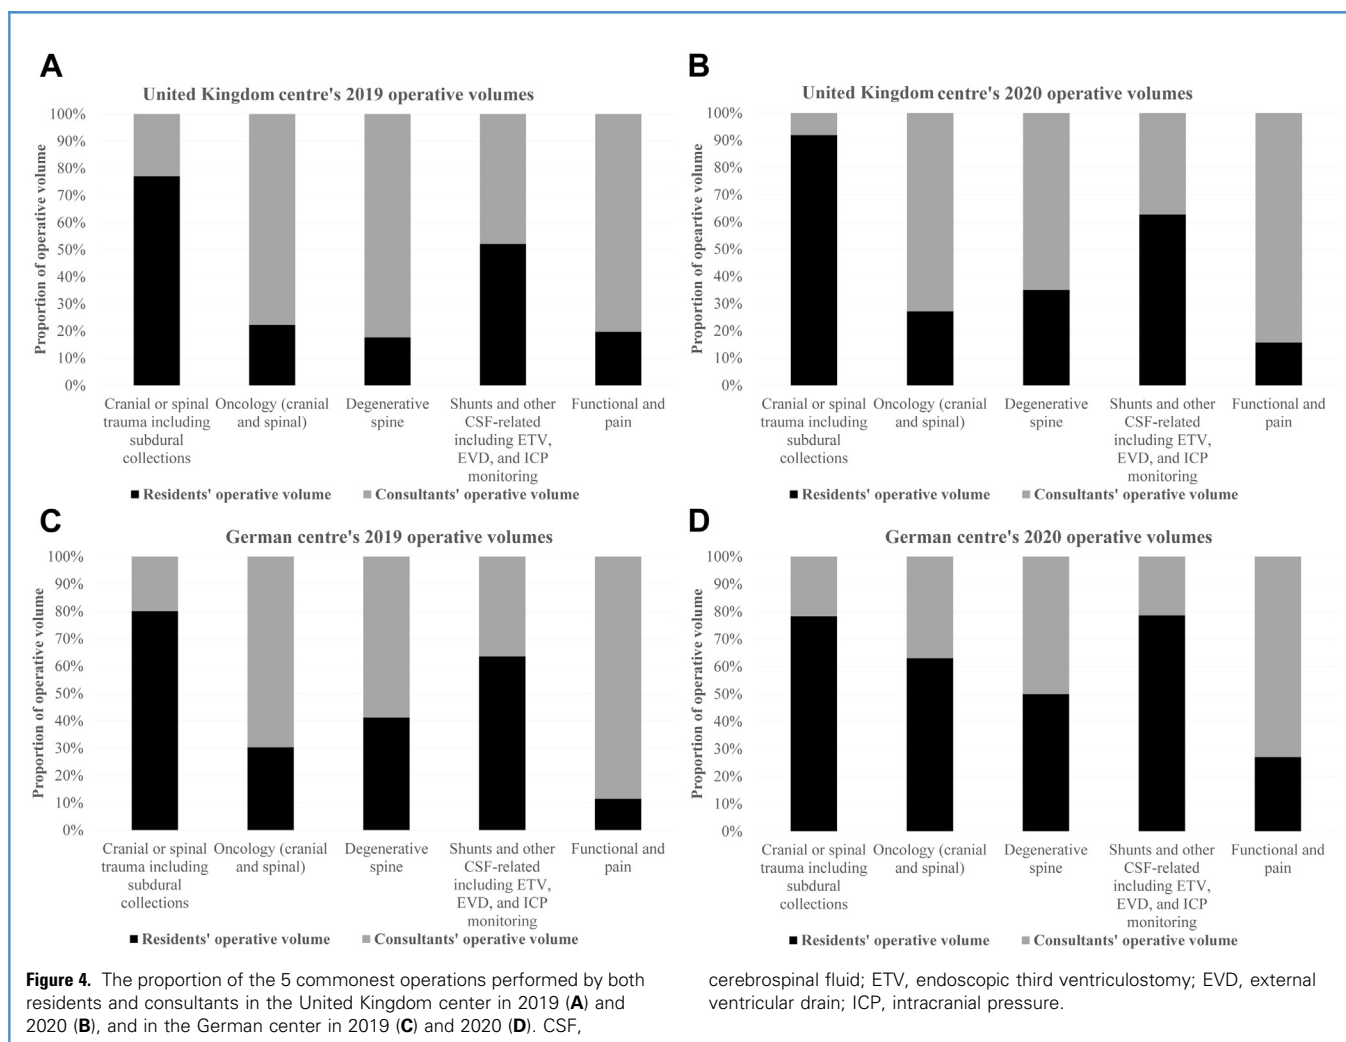 A
United Kingdom centre's 2019 operative volumes
Proportion of operative volume
100%
90%
80%
70%
60%
50%
40%
30%
20%
10%
0%
Cranial or spinal
trauma including
subdural
collections
Oncology (cranial
and spinal)
Degenerative
spine
Shunts and other
CSF-related
including ETV,
EVD, and ICP
monitoring
Functional and
pain
Residents' operative volume
Consultants' operative volume
B
United Kingdom centre's 2020 operative volumes
Proportion of opeartive volume
100%
90%
80%
70%
60%
50%
40%
30%
20%
10%
0%
Cranial or spinal
trauma including
subdural
collections
Oncology (cranial
and spinal)
Degenerative
spine
Shunts and other
CSF-related
including ETV,
EVD, and ICP
monitoring
Functional and
pain
Residents' operative volume
Consultants' operative volume
C
German centre's 2019 operative volumes
Proportion of operative volume
100%
90%
80%
70%
60%
50%
40%
30%
20%
10%
0%
Cranial or spinal
trauma including
subdural
collections
Oncology (cranial
and spinal)
Degenerative
spine
Shunts and other
CSF-related
including ETV,
EVD, and ICP
monitoring
Functional and
pain
Residents' operative volume
Consultants' operative volume
D
German centre's 2020 operative volumes
Proportion of operative volume
100%
90%
80%
70%
60%
50%
40%
30%
20%
10%
0%
Cranial or spinal
trauma including
subdural
collections
Oncology (cranial
and spinal)
Degenerative
spine
Shunts and other
CSF-related
including ETV,
EVD, and ICP
monitoring
Functional and
pain
Residents' operative volume
Consultants' operative volume
Figure 4. The proportion of the 5 commonest operations performed by both
residents and consultants in the United Kingdom center in 2019 (A) and
2020 (B), and in the German center in 2019 (C) and 2020 (D). CSF,
cerebrospinal fluid; ETV, endoscopic third ventriculostomy; EVD, external
ventricular drain; ICP, intracranial pressure.